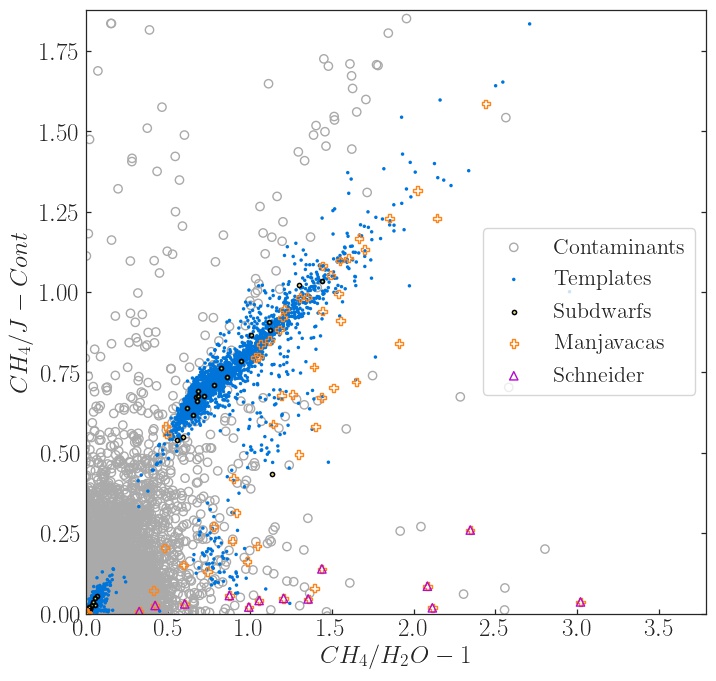 1.75
1.50
1.25
1.00
0.75
0.50
0.25
0.00
CH4/J − Cont
Contaminants
Templates
Subdwarfs
Manjavacas
Schneider
0.0 0.5 1.0 1.5 2.0 2.5 3.0 3.5
CH4/H2O − 1